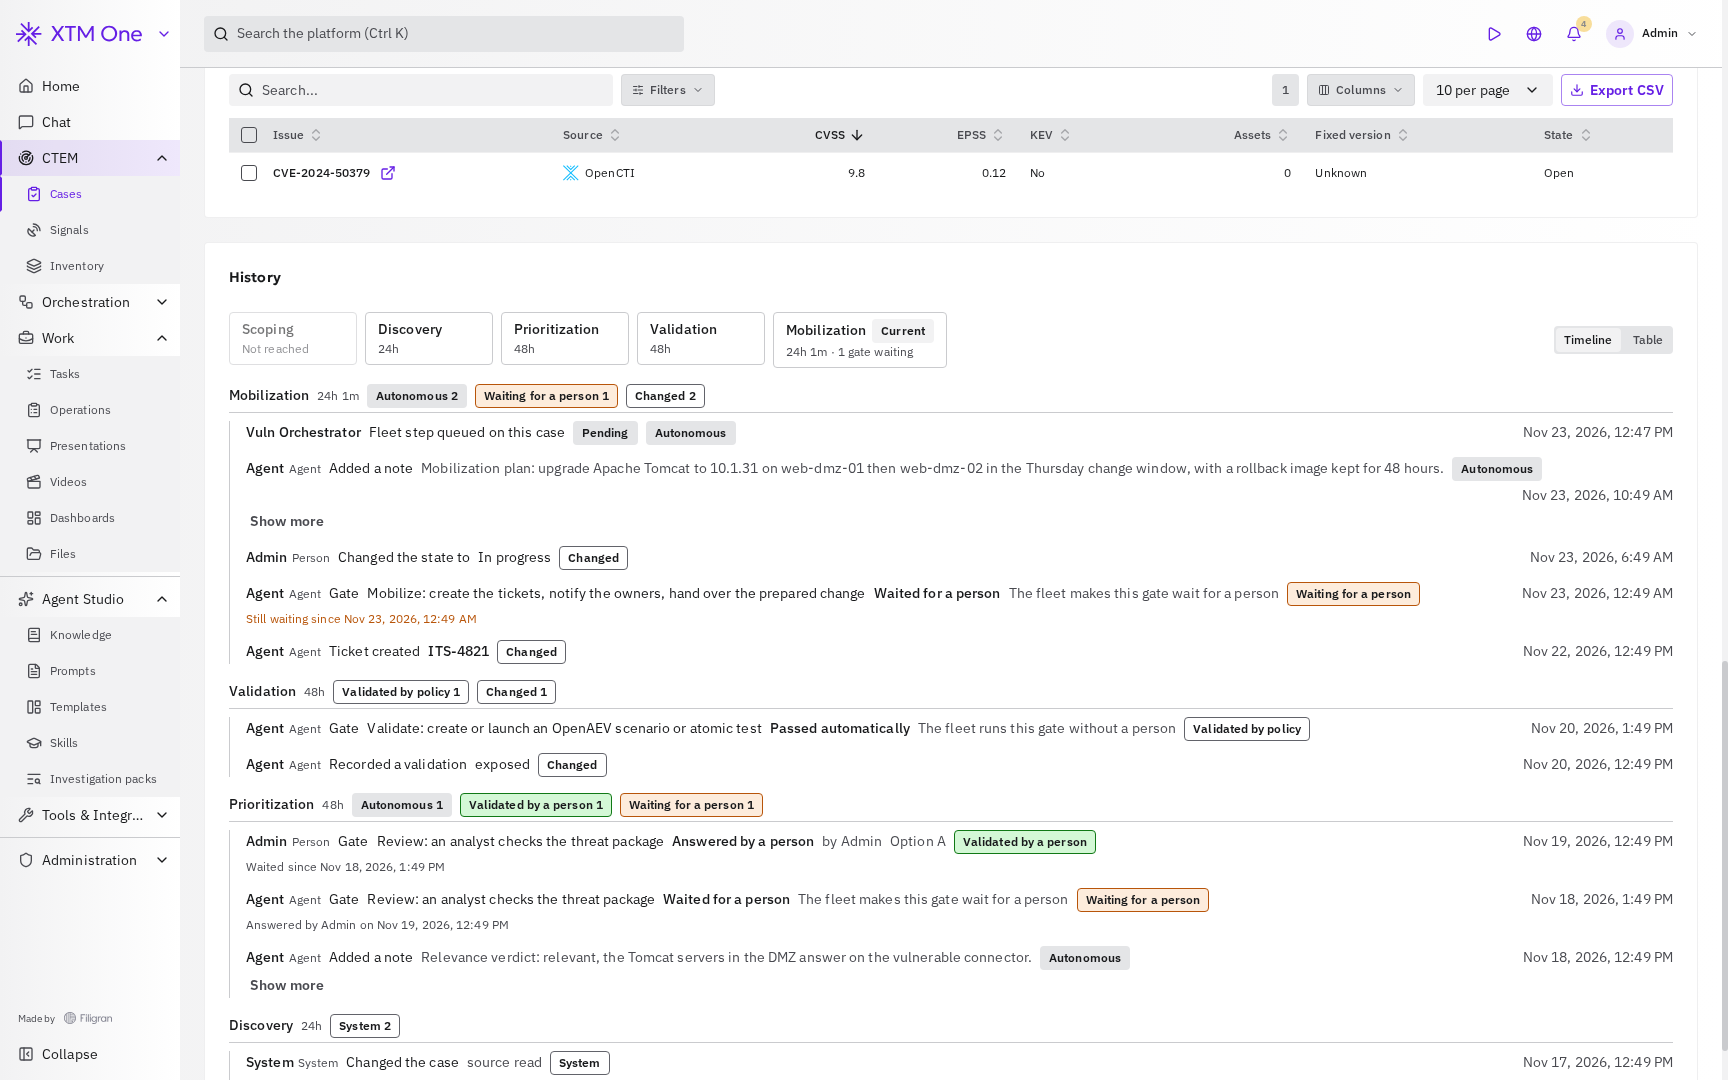 XTM One
Search the platform (Ctrl K)
4
Admin
Home
Chat
CTEM
Cases
Signals
Inventory
Orchestration
Work
Tasks
Operations
Presentations
Videos
Dashboards
Files
Agent Studio
Knowledge
Prompts
Templates
Skills
Investigation packs
Tools & Integr...
Administration
Made by Filigran
Collapse
Search...
Filters
1
Columns
10 per page
Export CSV
Issue Source CVSS EPSS KEV Assets Fixed version State
CVE-2024-50379 OpenCTI 9.8 0.12 No 0 Unknown Open
History
Scoping
Not reached
Discovery
24h
Prioritization
48h
Validation
48h
Mobilization Current
24h 1m · 1 gate waiting
Timeline Table
Mobilization 24h 1m Autonomous 2 Waiting for a person 1 Changed 2
Vuln Orchestrator Fleet step queued on this case Pending Autonomous Nov 23, 2026, 12:47 PM
Agent Agent Added a note Mobilization plan: upgrade Apache Tomcat to 10.1.31 on web-dmz-01 then web-dmz-02 in the Thursday change window, with a rollback image kept for 48 hours. Autonomous
Nov 23, 2026, 10:49 AM
Show more
Admin Person Changed the state to In progress Changed Nov 23, 2026, 6:49 AM
Agent Agent Gate Mobilize: create the tickets, notify the owners, hand over the prepared change Waited for a person The fleet makes this gate wait for a person Waiting for a person Nov 23, 2026, 12:49 AM
Still waiting since Nov 23, 2026, 12:49 AM
Agent Agent Ticket created ITS-4821 Changed Nov 22, 2026, 12:49 PM
Validation 48h Validated by policy 1 Changed 1
Agent Agent Gate Validate: create or launch an OpenAEV scenario or atomic test Passed automatically The fleet runs this gate without a person Validated by policy Nov 20, 2026, 1:49 PM
Agent Agent Recorded a validation exposed Changed Nov 20, 2026, 12:49 PM
Prioritization 48h Autonomous 1 Validated by a person 1 Waiting for a person 1
Admin Person Gate Review: an analyst checks the threat package Answered by a person by Admin Option A Validated by a person Nov 19, 2026, 12:49 PM
Waited since Nov 18, 2026, 1:49 PM
Agent Agent Gate Review: an analyst checks the threat package Waited for a person The fleet makes this gate wait for a person Waiting for a person Nov 18, 2026, 1:49 PM
Answered by Admin on Nov 19, 2026, 12:49 PM
Agent Agent Added a note Relevance verdict: relevant, the Tomcat servers in the DMZ answer on the vulnerable connector. Autonomous Nov 18, 2026, 12:49 PM
Show more
Discovery 24h System 2
System System Changed the case source read System Nov 17, 2026, 12:49 PM